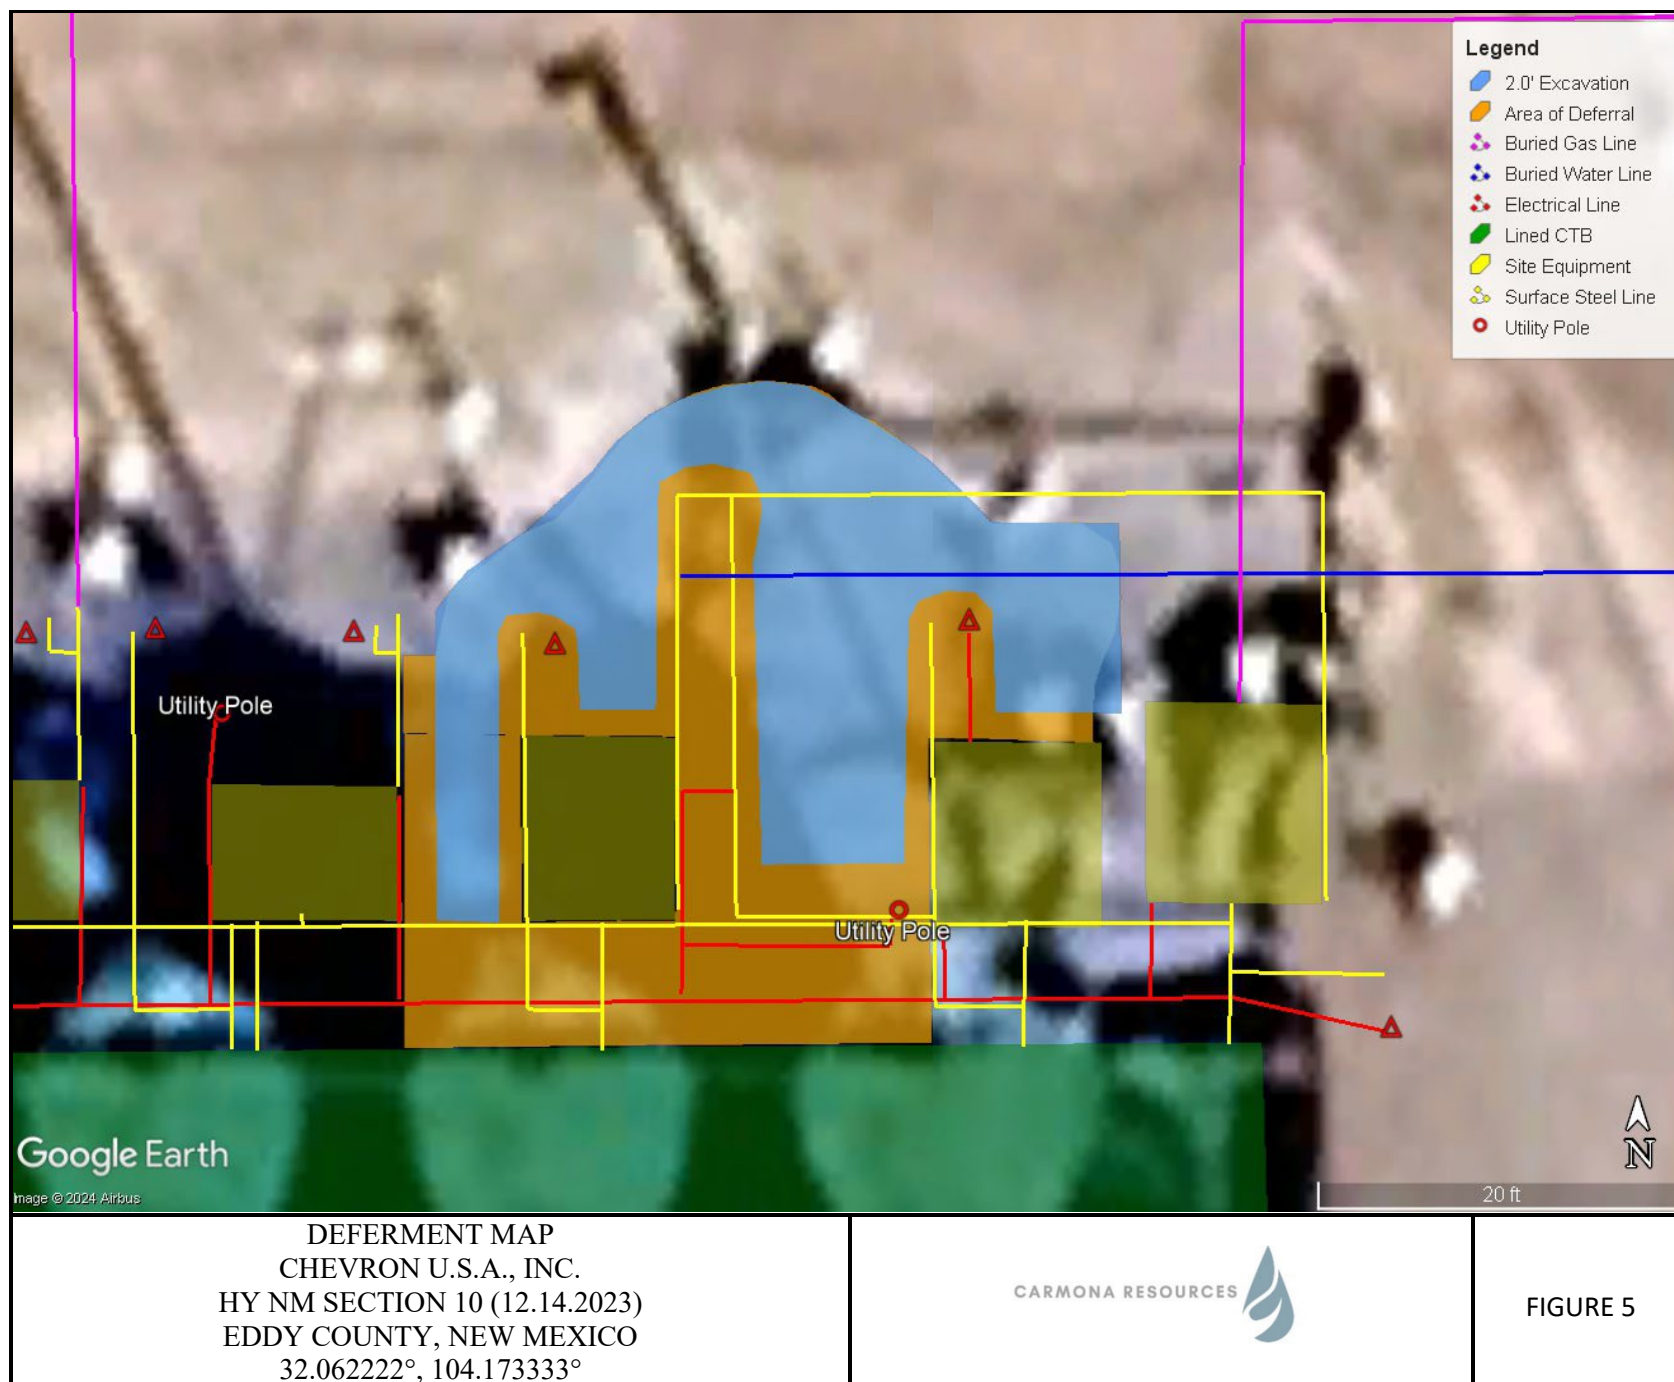 Legend
2.0' Excavation
Area of Deferral
Buried Gas Line
Buried Water Line
Electrical Line
Lined CTB
Site Equipment
Surface Steel Line
Utility Pole
Utility Pole
Utility Pole
Google Earth
Image © 2024 Airbus
N
20 ft
DEFERMENT MAP
CHEVRON U.S.A., INC.
HY NM SECTION 10 (12.14.2023)
EDDY COUNTY, NEW MEXICO
32.062222°, 104.173333°
CARMONA RESOURCES
FIGURE 5